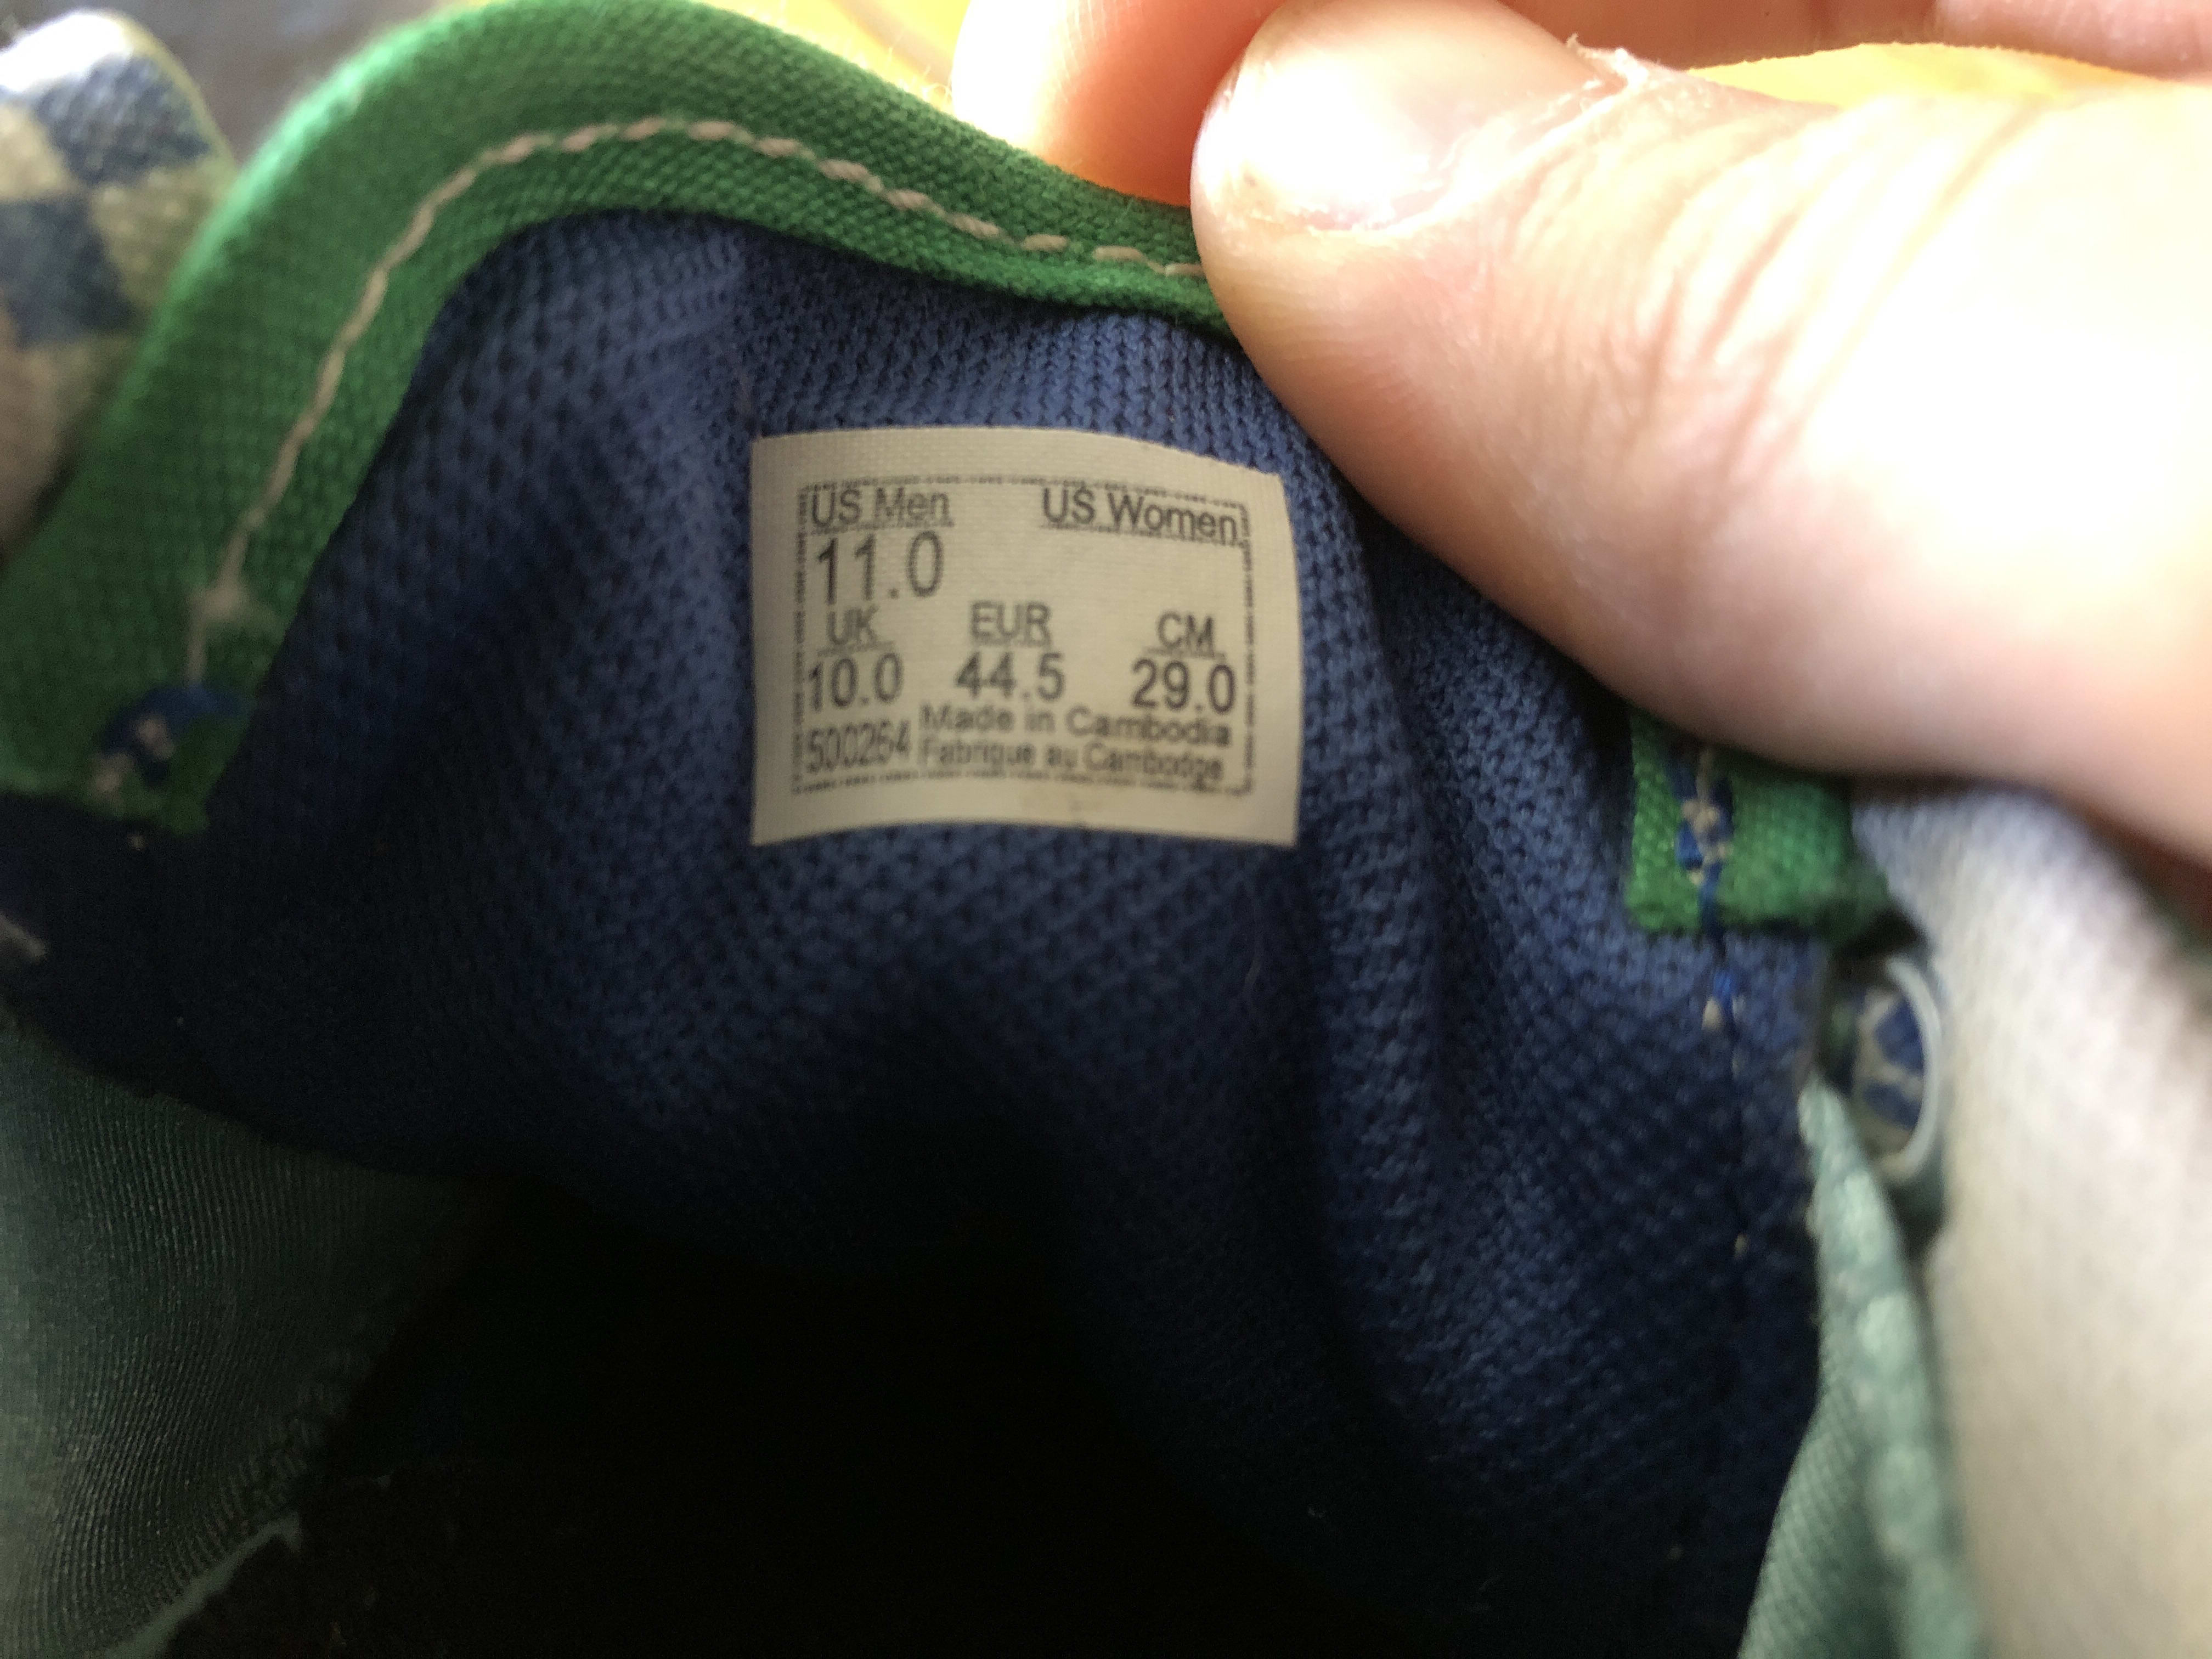 US Men US Women
11.0
UK EUR CM
10.0 44.5 29.0
Made in Cambodia
500264 Fabrique au Cambodge